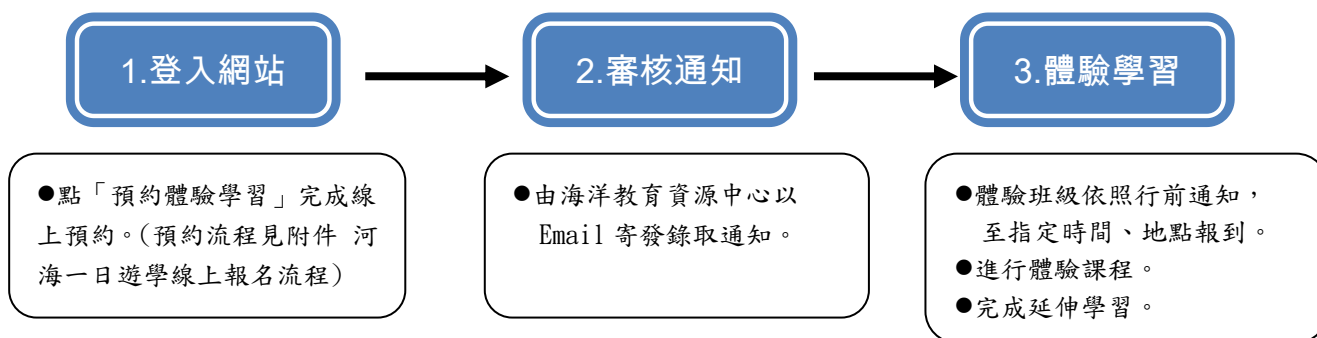 1.登入網站
2.審核通知
3.體驗學習
●點「預約體驗學習」完成線
上預約。(預約流程見附件 河
海一日遊學線上報名流程)
●由海洋教育資源中心以
Email 寄發錄取通知。
●體驗班級依照行前通知，
至指定時間、地點報到。
●進行體驗課程。
●完成延伸學習。